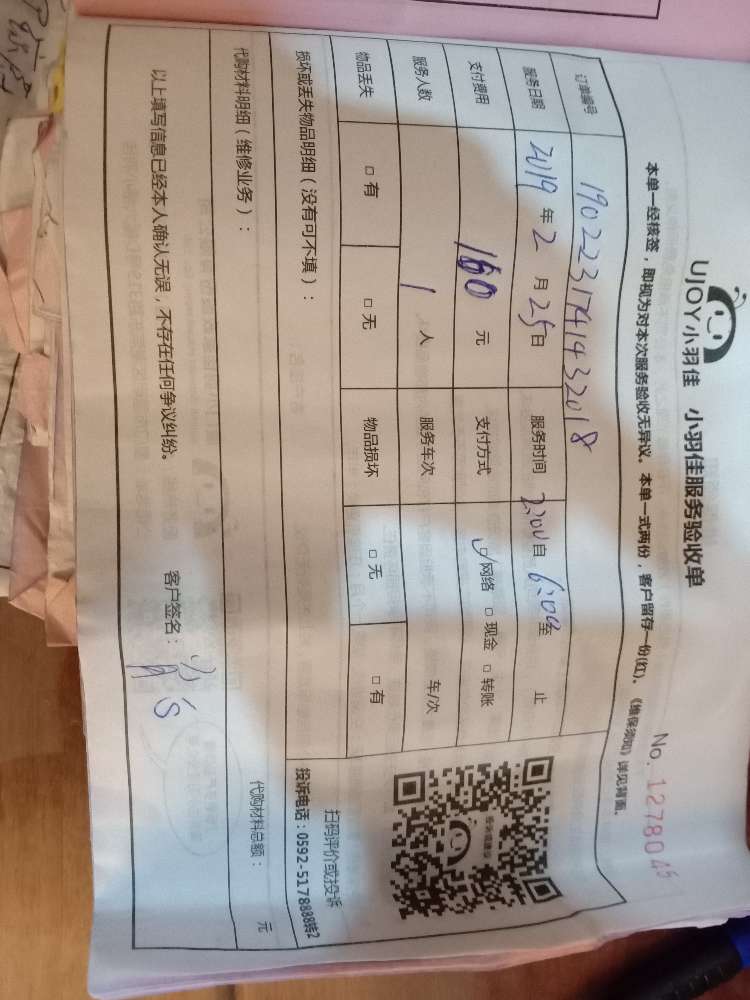 UJOY小羽佳 小羽佳服务验收单
No. 1278045
本单一经核签，即视为对本次服务验收无异议。本单一式两份，客户留存一份(红)。《维保须知》详见背面。
订单编号 1902231741432018
服务日期 2019 年 2 月 25 日 服务时间 2:00 自 6:00 至 止
支付费用 160 元 支付方式 网络 □ 现金 □ 转账
服务人数 1 人 服务车次 车/次
物品丢失 □ 有 □ 无 物品损坏 □ 无 □ 有
损坏或丢失物品明细（没有可不填）：
扫码评价或投诉
投诉电话：0592-5178888转2
代购材料明细（维修业务）： 代购材料总额： 元
以上填写信息已经本人确认无误，不存在任何争议纠纷。 客户签名：